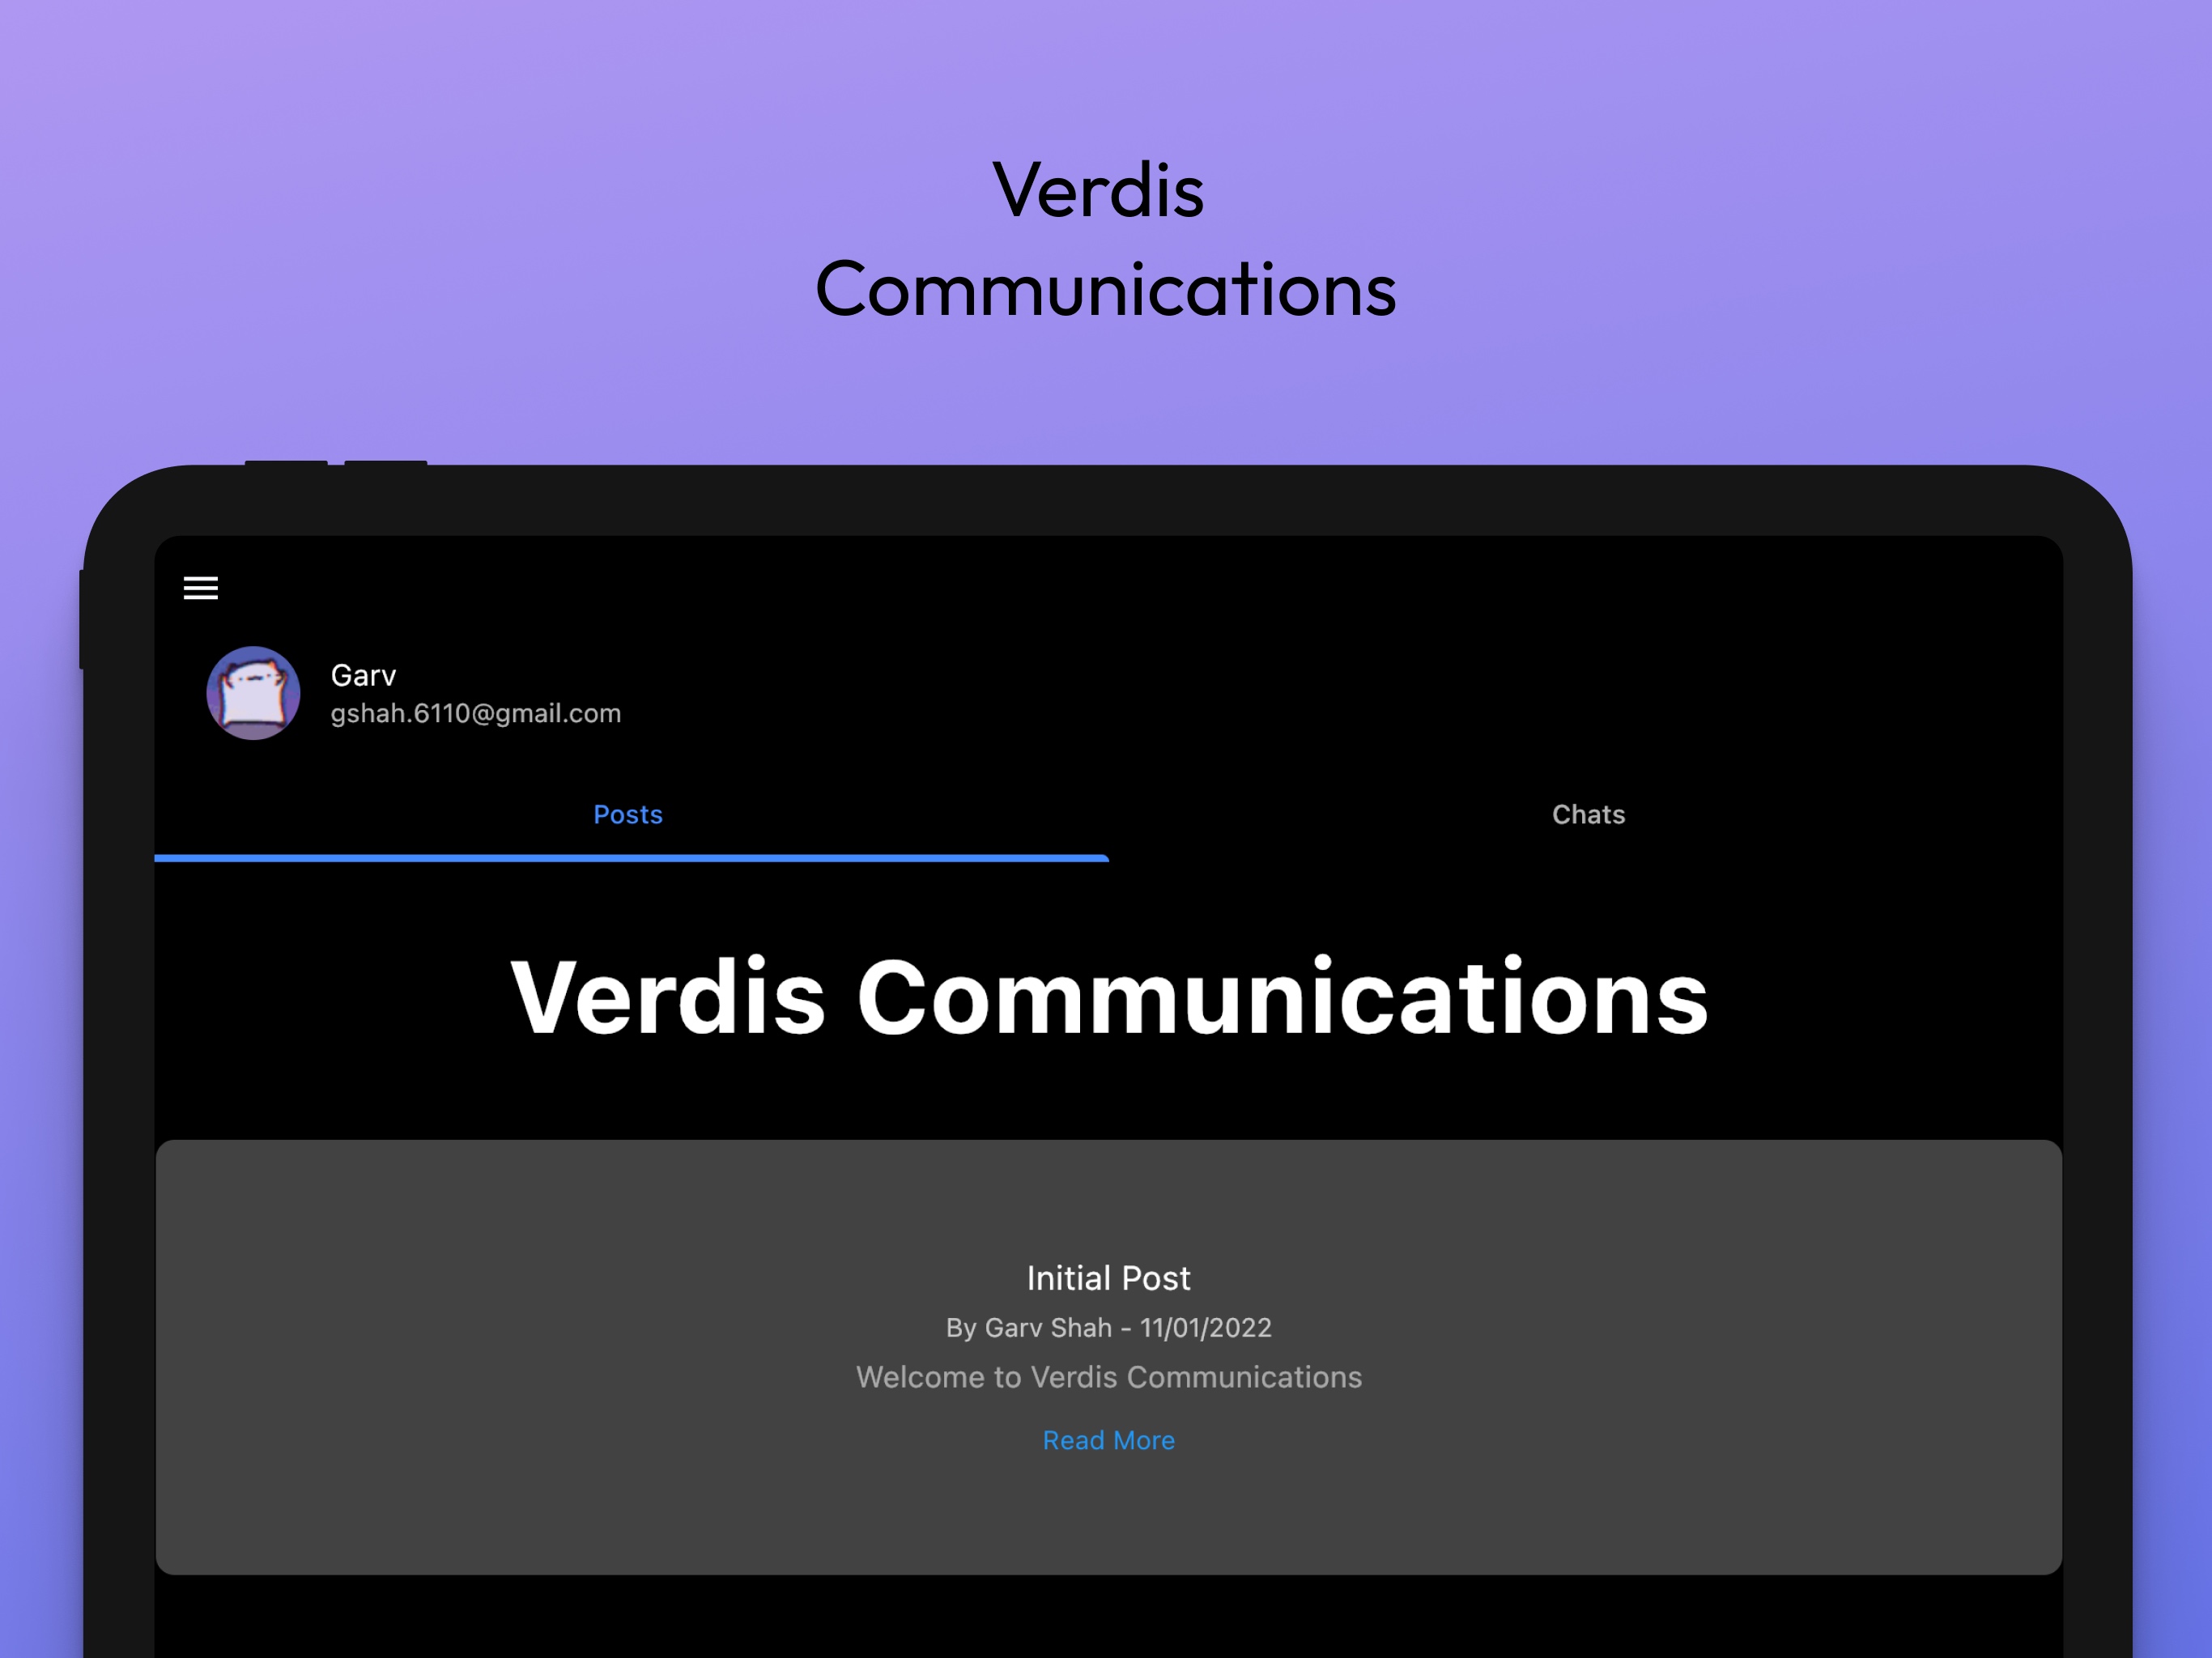 Verdis
Communications
Garv
gshah.6110@gmail.com
Posts
Chats
Verdis Communications
Initial Post
By Garv Shah - 11/01/2022
Welcome to Verdis Communications
Read More